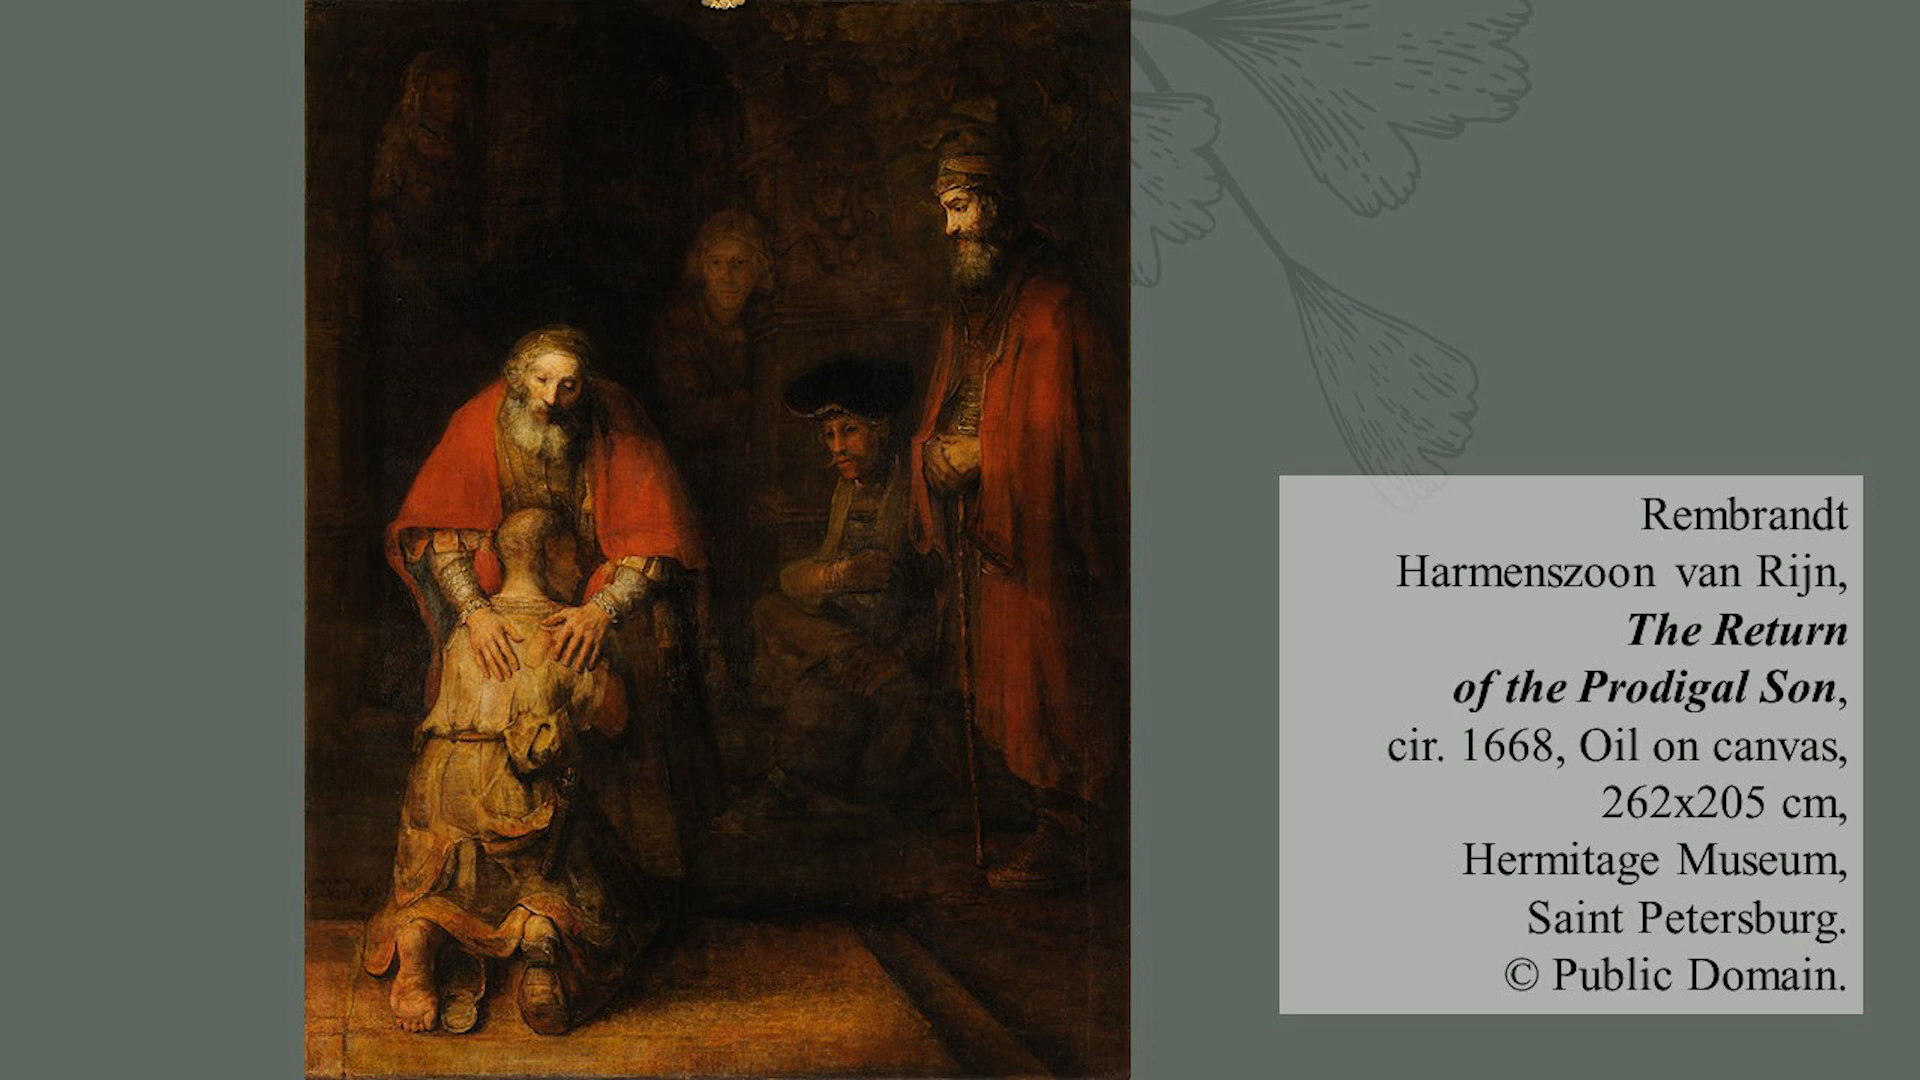 Rembrandt
Harmenszoon van Rijn,
The Return
of the Prodigal Son,
cir. 1668, Oil on canvas,
262x205 cm,
Hermitage Museum,
Saint Petersburg.
© Public Domain.